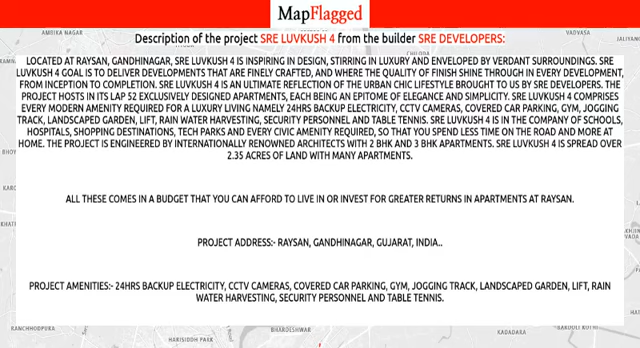 AMBIKA NAGAR
MapFlagged
VADYASA
Description of the project SRE LUVKUSH 4 from the builder SRE DEVELOPERS:
CHILODA
LOCATED AT RAYSAN, GANDHINAGAR, SRE LUVKUSH 4 IS INSPIRING IN DESIGN, STIRRING IN LUXURY AND ENVELOPED BY VERDANT SURROUNDINGS. SRE
LUVKUSH 4 GOAL IS TO DELIVER DEVELOPMENTS THAT ARE FINELY CRAFTED, AND WHERE THE QUALITY OF FINISH SHINE THROUGH IN EVERY DEVELOPMENT,
FROM INCEPTION TO COMPLETION. SRE LUVKUSH 4 IS AN ULTIMATE REFLECTION OF THE URBAN CHIC LIFESTYLE BROUGHT TO US BY SRE DEVELOPERS. THE
PROJECT HOSTS IN ITS LAP 52 EXCLUSIVELY DESIGNED APARTMENTS, EACH BEING AN EPITOME OF ELEGANCE AND SIMPLICITY. SRE LUVKUSH 4 COMPRISES
EVERY MODERN AMENITY REQUIRED FOR A LUXURY LIVING NAMELY 24HRS BACKUP ELECTRICITY, CCTV CAMERAS, COVERED CAR PARKING, GYM, JOGGING
TRACK, LANDSCAPED GARDEN, LIFT, RAIN WATER HARVESTING, SECURITY PERSONNEL AND TABLE TENNIS. SRE LUVKUSH 4 IS IN THE COMPANY OF SCHOOLS,
HOSPITALS, SHOPPING DESTINATIONS, TECH PARKS AND EVERY CIVIC AMENITY REQUIRED, SO THAT YOU SPEND LESS TIME ON THE ROAD AND MORE AT
HOME. THE PROJECT IS ENGINEERED BY INTERNATIONALLY RENOWNED ARCHITECTS WITH 2 BHK AND 3 BHK APARTMENTS. SRE LUVKUSH 4 IS SPREAD OVER
2.35 ACRES OF LAND WITH MANY APARTMENTS.
ALL THESE COMES IN A BUDGET THAT YOU CAN AFFORD TO LIVE IN OR INVEST FOR GREATER RETURNS IN APARTMENTS AT RAYSAN.
PROJECT ADDRESS:- RAYSAN, GANDHINAGAR, GUJARAT, INDIA..
PROJECT AMENITIES:- 24HRS BACKUP ELECTRICITY, CCTV CAMERAS, COVERED CAR PARKING, GYM, JOGGING TRACK, LANDSCAPED GARDEN, LIFT, RAIN
WATER HARVESTING, SECURITY PERSONNEL AND TABLE TENNIS.
RANCHHODPURA
BHOLESHWAR
HARISIDDH PARK
KADADARA